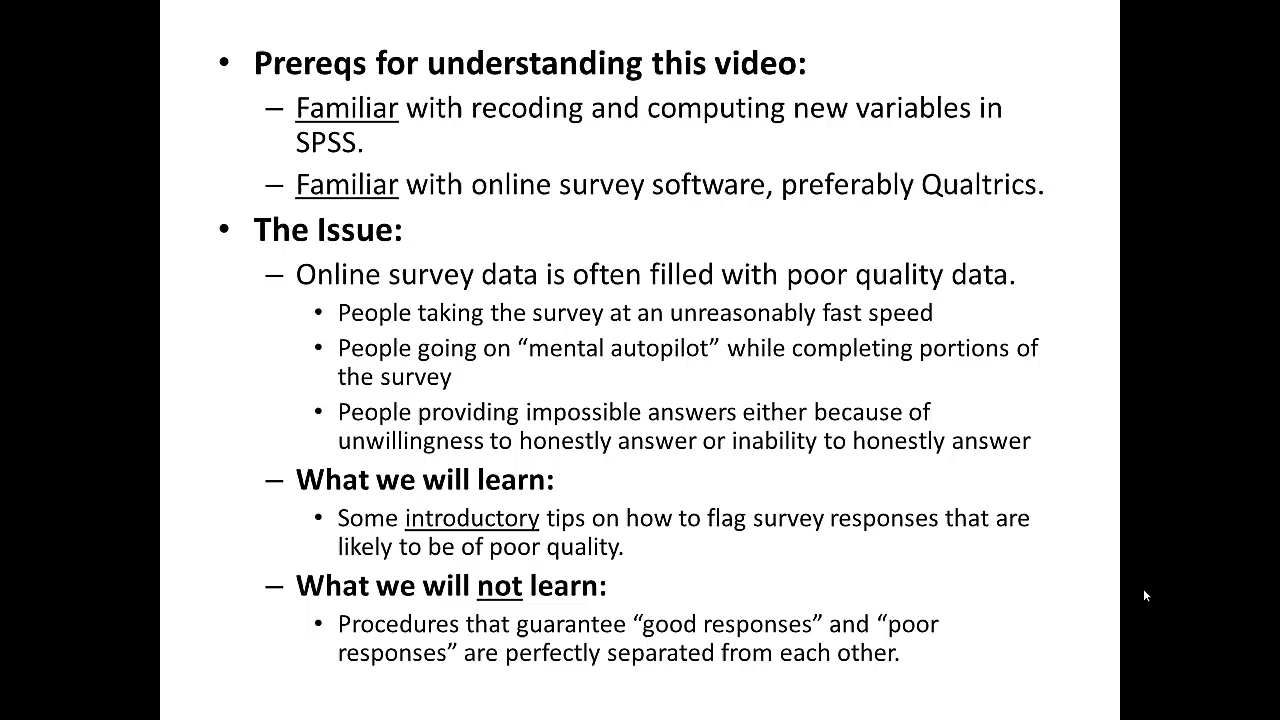 • Prereqs for understanding this video:
– Familiar with recoding and computing new variables in
SPSS.
– Familiar with online survey software, preferably Qualtrics.
• The Issue:
– Online survey data is often filled with poor quality data.
• People taking the survey at an unreasonably fast speed
• People going on “mental autopilot” while completing portions of
the survey
• People providing impossible answers either because of
unwillingness to honestly answer or inability to honestly answer
– What we will learn:
• Some introductory tips on how to flag survey responses that are
likely to be of poor quality.
– What we will not learn:
• Procedures that guarantee “good responses” and “poor
responses” are perfectly separated from each other.